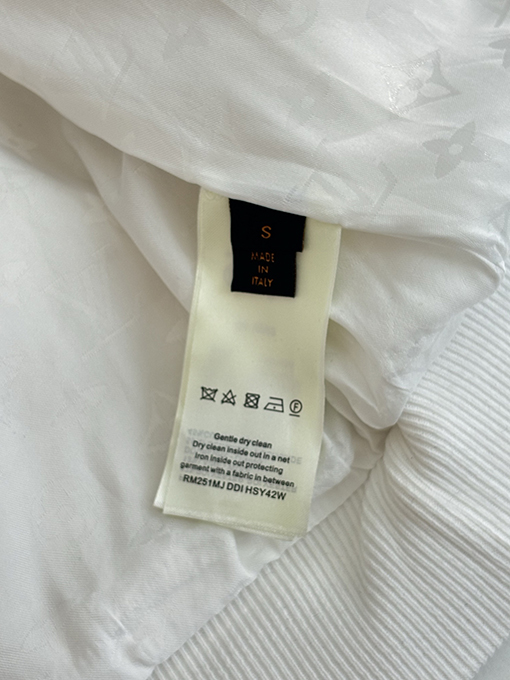 S
MADE
IN
ITALY
Gentle dry clean
Dry clean inside out in a net
Iron inside out protecting
garment with a fabric in between
RM251MJ DDI HSY42W